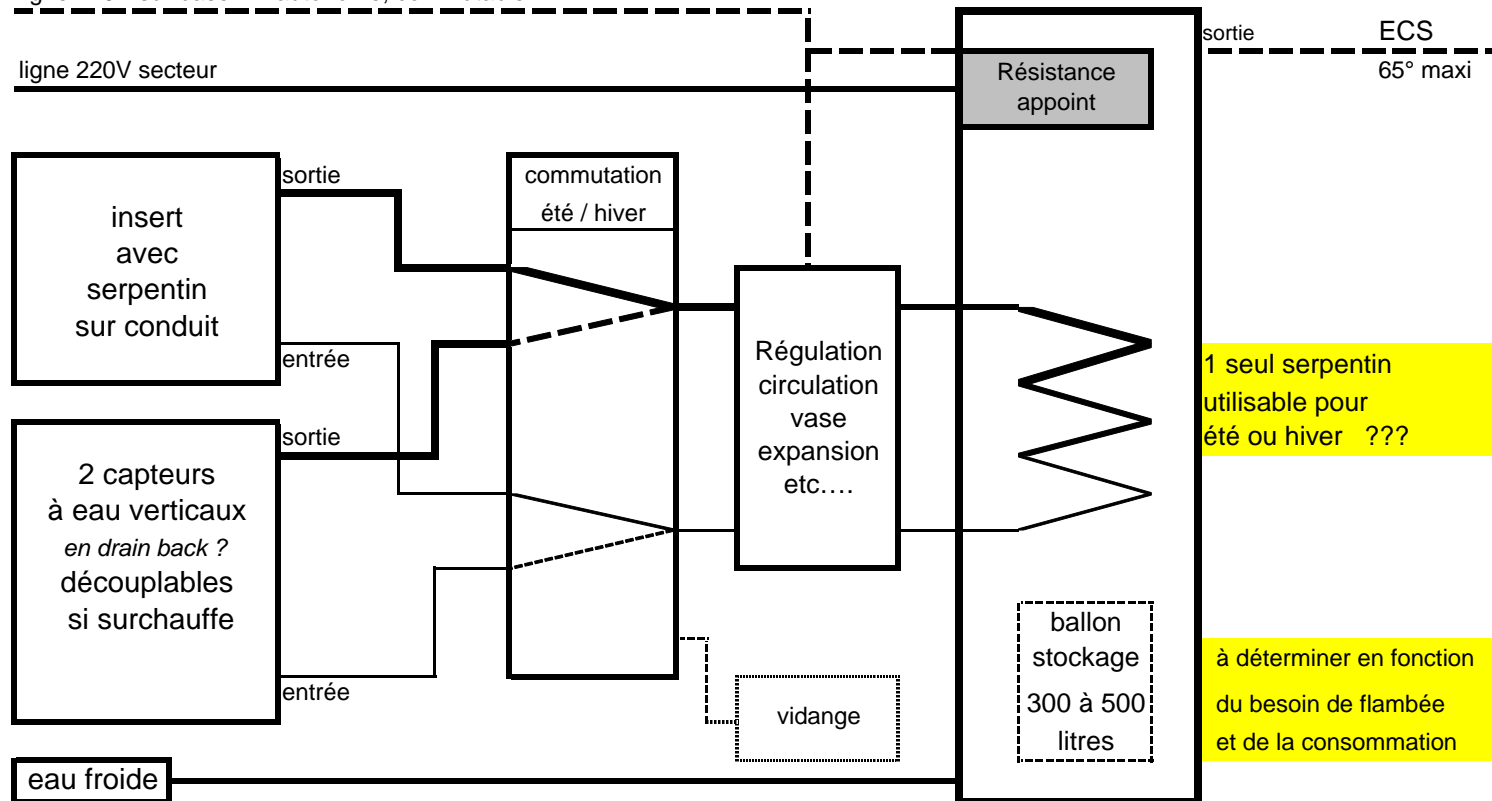 sortie
ECS
ligne 220V secteur
65° maxi
Résistance
appoint
sortie
commutation
été / hiver
insert
avec
serpentin
sur conduit
entrée
Régulation
circulation
vase
expansion
etc….
1 seul serpentin
utilisable pour
été ou hiver ???
sortie
2 capteurs
à eau verticaux
en drain back ?
découplables
si surchauffe
entrée
ballon
stockage
300 à 500
litres
à déterminer en fonction
du besoin de flambée
et de la consommation
vidange
eau froide